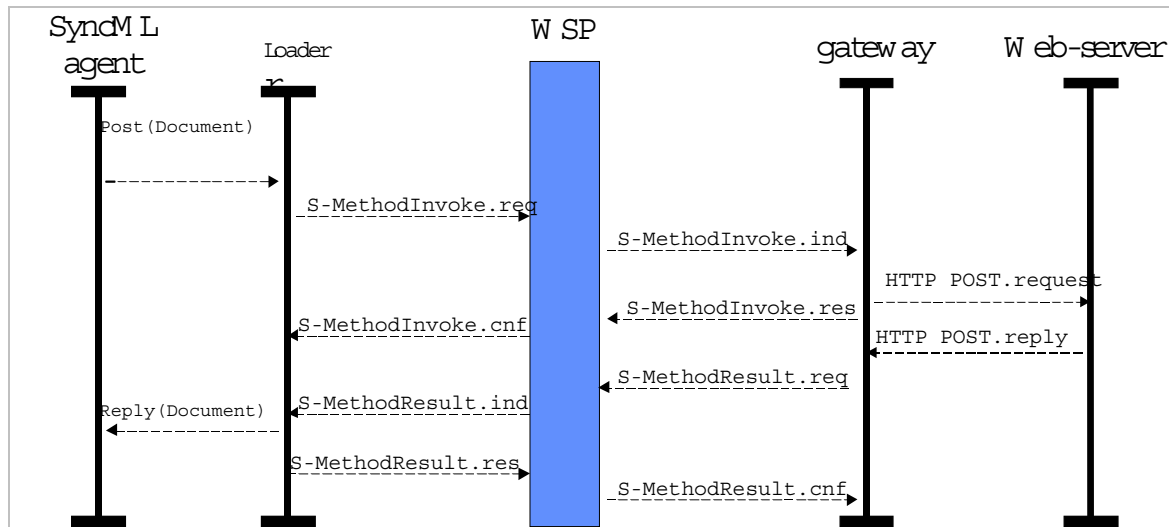 SyncML
agent
Loader
r
WSP
gateway
Web-server
Post(Document)
S-MethodInvoke.req
S-MethodInvoke.ind
HTTP POST.request
S-MethodInvoke.res
S-MethodInvoke.cnf
HTTP POST.reply
S-MethodResult.req
S-MethodResult.ind
Reply(Document)
S-MethodResult.res
S-MethodResult.cnf